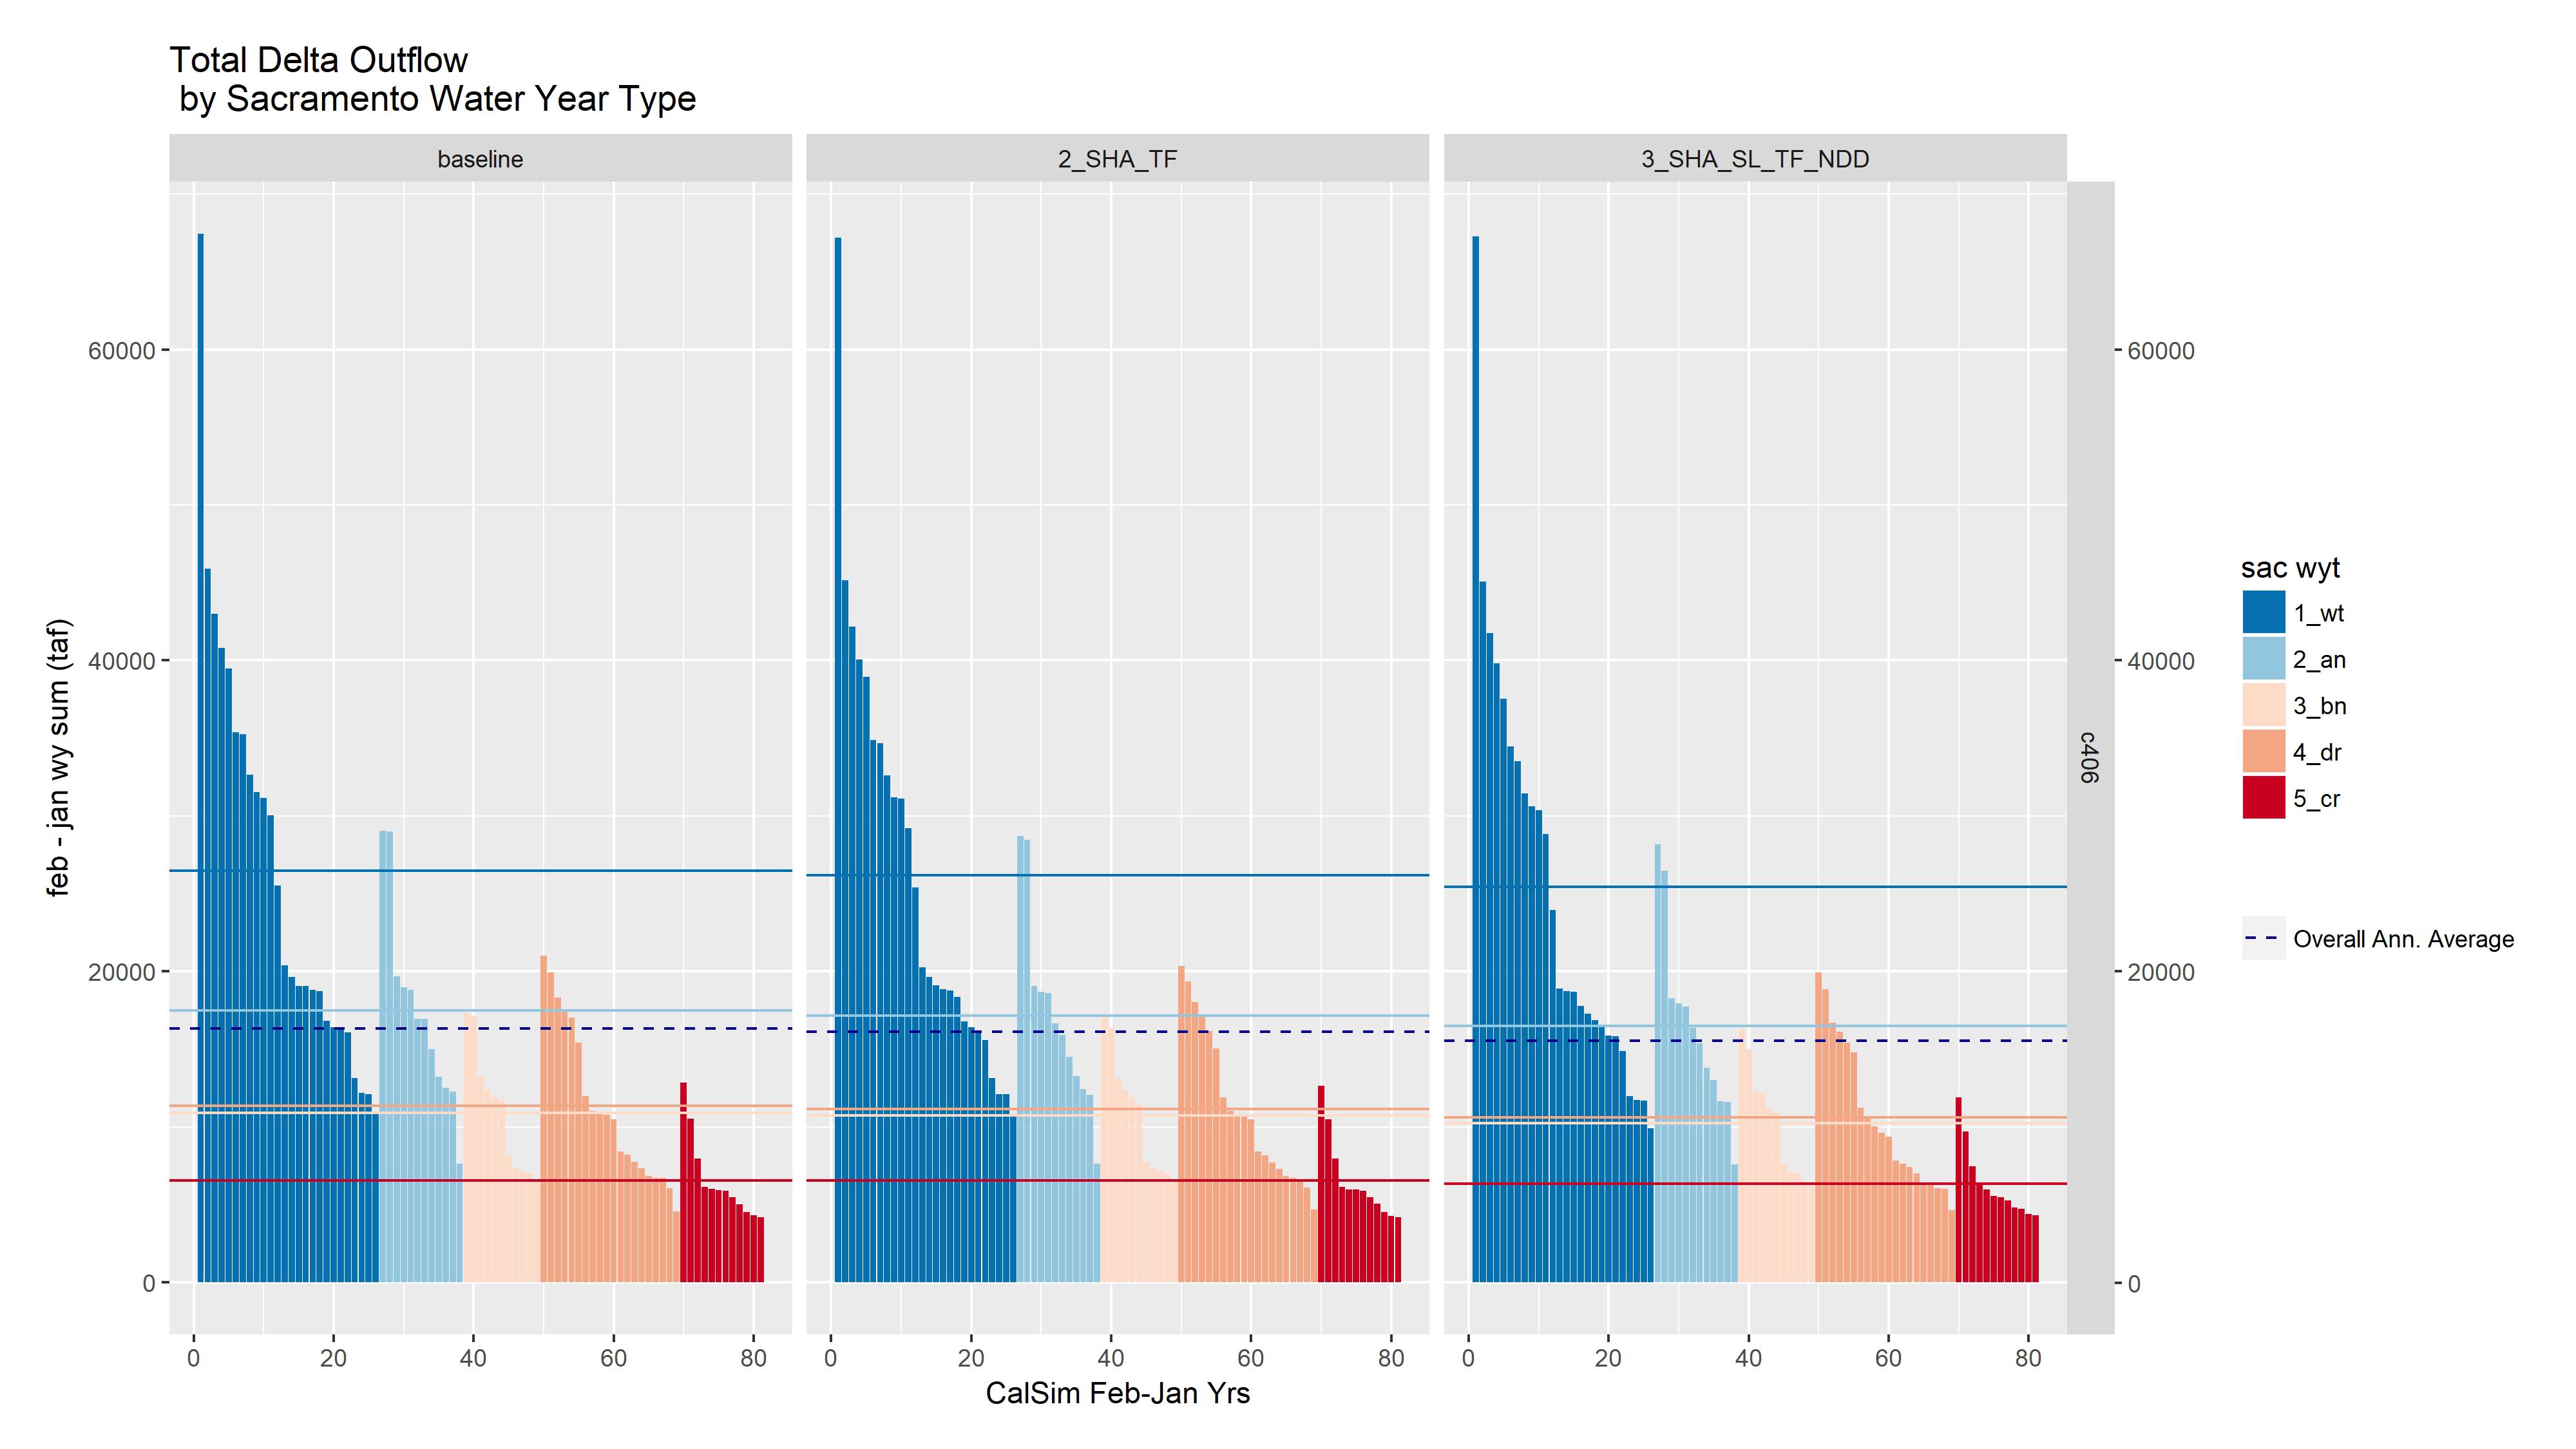 Total Delta Outflow
by Sacramento Water Year Type
baseline
2_SHA_TF
3_SHA_SL_TF_NDD
60000
40000
20000
0
feb - jan wy sum (taf)
60000
40000
20000
0
c406
0 20 40 60 80
0 20 40 60 80
0 20 40 60 80
CalSim Feb-Jan Yrs
sac wyt
1_wt
2_an
3_bn
4_dr
5_cr
Overall Ann. Average